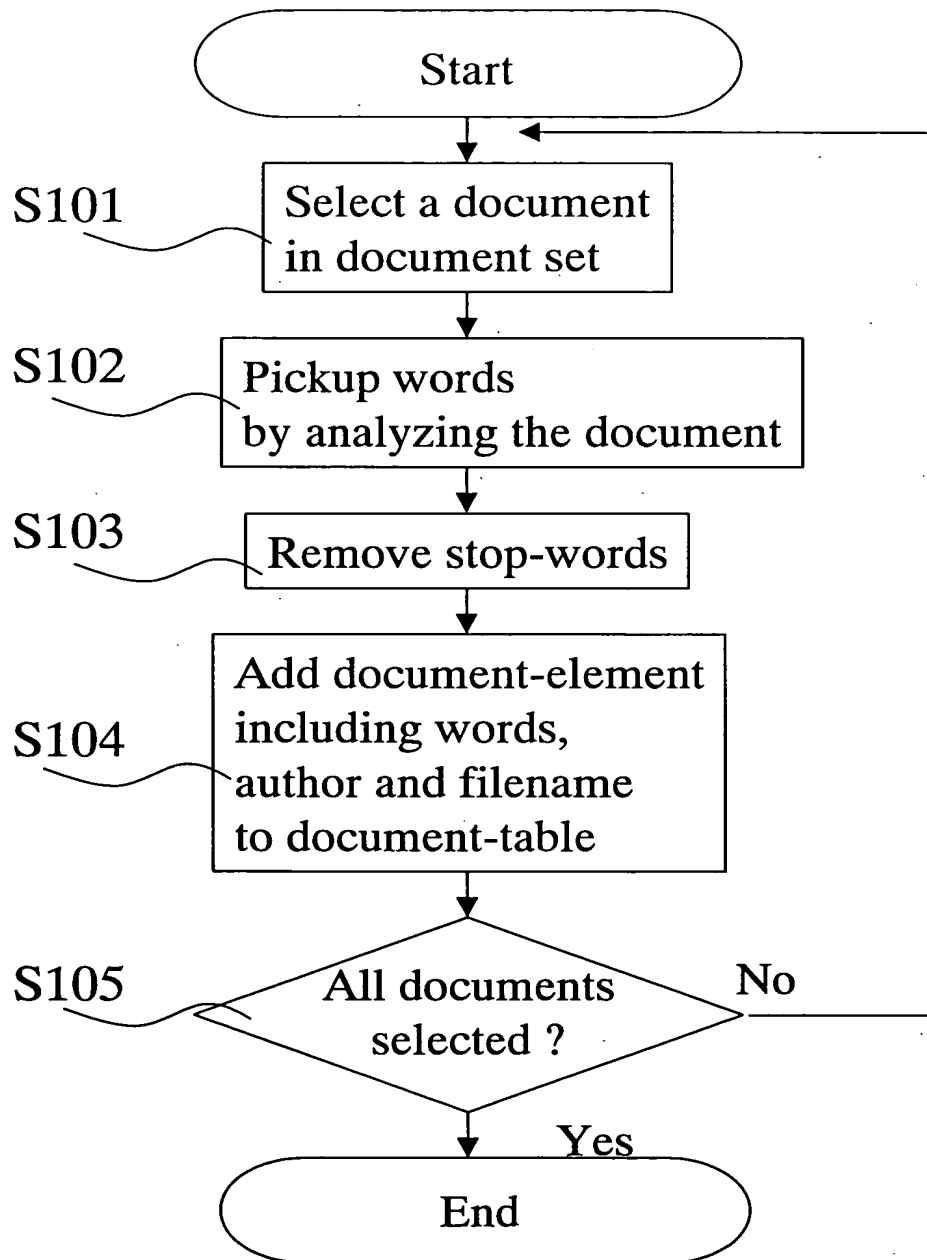 Start
S101
Select a document
in document set
S102
Pickup words
by analyzing the document
S103
Remove stop-words
S104
Add document-element
including words,
author and filename
to document-table
S105
All documents
selected ?
No
Yes
End